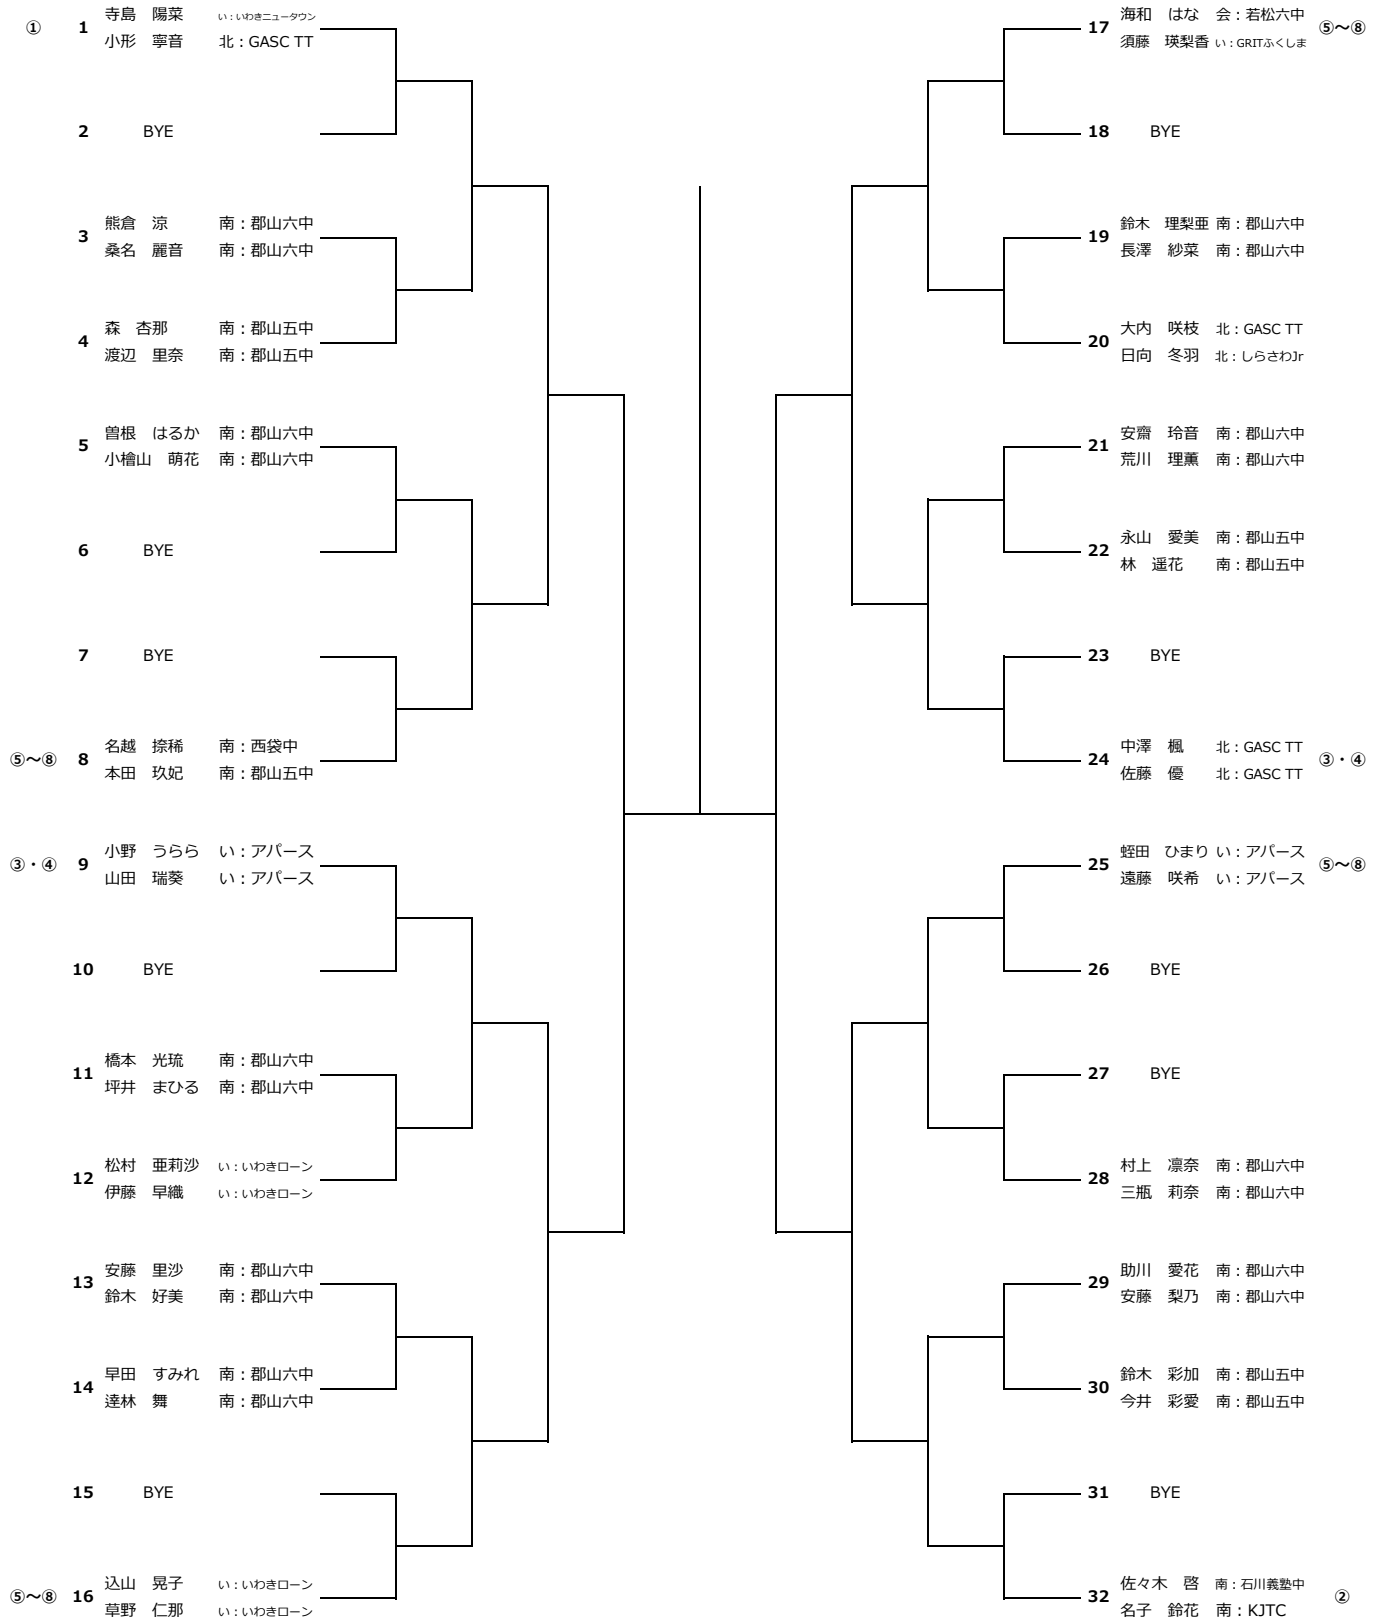 ① 1 寺島　陽菜 い：いわきニュータウン
小形　寧音 北：GASC TT
2 BYE
3 熊倉　涼 南：郡山六中
桑名　麗音 南：郡山六中
4 森　杏那 南：郡山五中
渡辺　里奈 南：郡山五中
5 曽根　はるか 南：郡山六中
小檜山　萌花 南：郡山六中
6 BYE
7 BYE
⑤～⑧ 8 名越　捺稀 南：西袋中
本田　玖妃 南：郡山五中
③・④ 9 小野　うらら い：アパース
山田　瑞葵 い：アパース
10 BYE
11 橋本　光琉 南：郡山六中
坪井　まひる 南：郡山六中
12 松村　亜莉沙 い：いわきローン
伊藤　早織 い：いわきローン
13 安藤　里沙 南：郡山六中
鈴木　好美 南：郡山六中
14 早田　すみれ 南：郡山六中
達林　舞 南：郡山六中
15 BYE
⑤～⑧ 16 込山　晃子 い：いわきローン
草野　仁那 い：いわきローン
17 海和　はな 会：若松六中 ⑤～⑧
須藤　瑛梨香 い：GRITふくしま
18 BYE
19 鈴木　理梨亜 南：郡山六中
長澤　紗菜 南：郡山六中
20 大内　咲枝 北：GASC TT
日向　冬羽 北：しらさわJr
21 安齋　玲音 南：郡山六中
荒川　理薫 南：郡山六中
22 永山　愛美 南：郡山五中
林　遥花 南：郡山五中
23 BYE
24 中澤　楓 北：GASC TT ③・④
佐藤　優 北：GASC TT
25 蛭田　ひまり い：アパース ⑤～⑧
遠藤　咲希 い：アパース
26 BYE
27 BYE
28 村上　凛奈 南：郡山六中
三瓶　莉奈 南：郡山六中
29 助川　愛花 南：郡山六中
安藤　梨乃 南：郡山六中
30 鈴木　彩加 南：郡山五中
今井　彩愛 南：郡山五中
31 BYE
32 佐々木　啓 南：石川義塾中 ②
名子　鈴花 南：KJTC